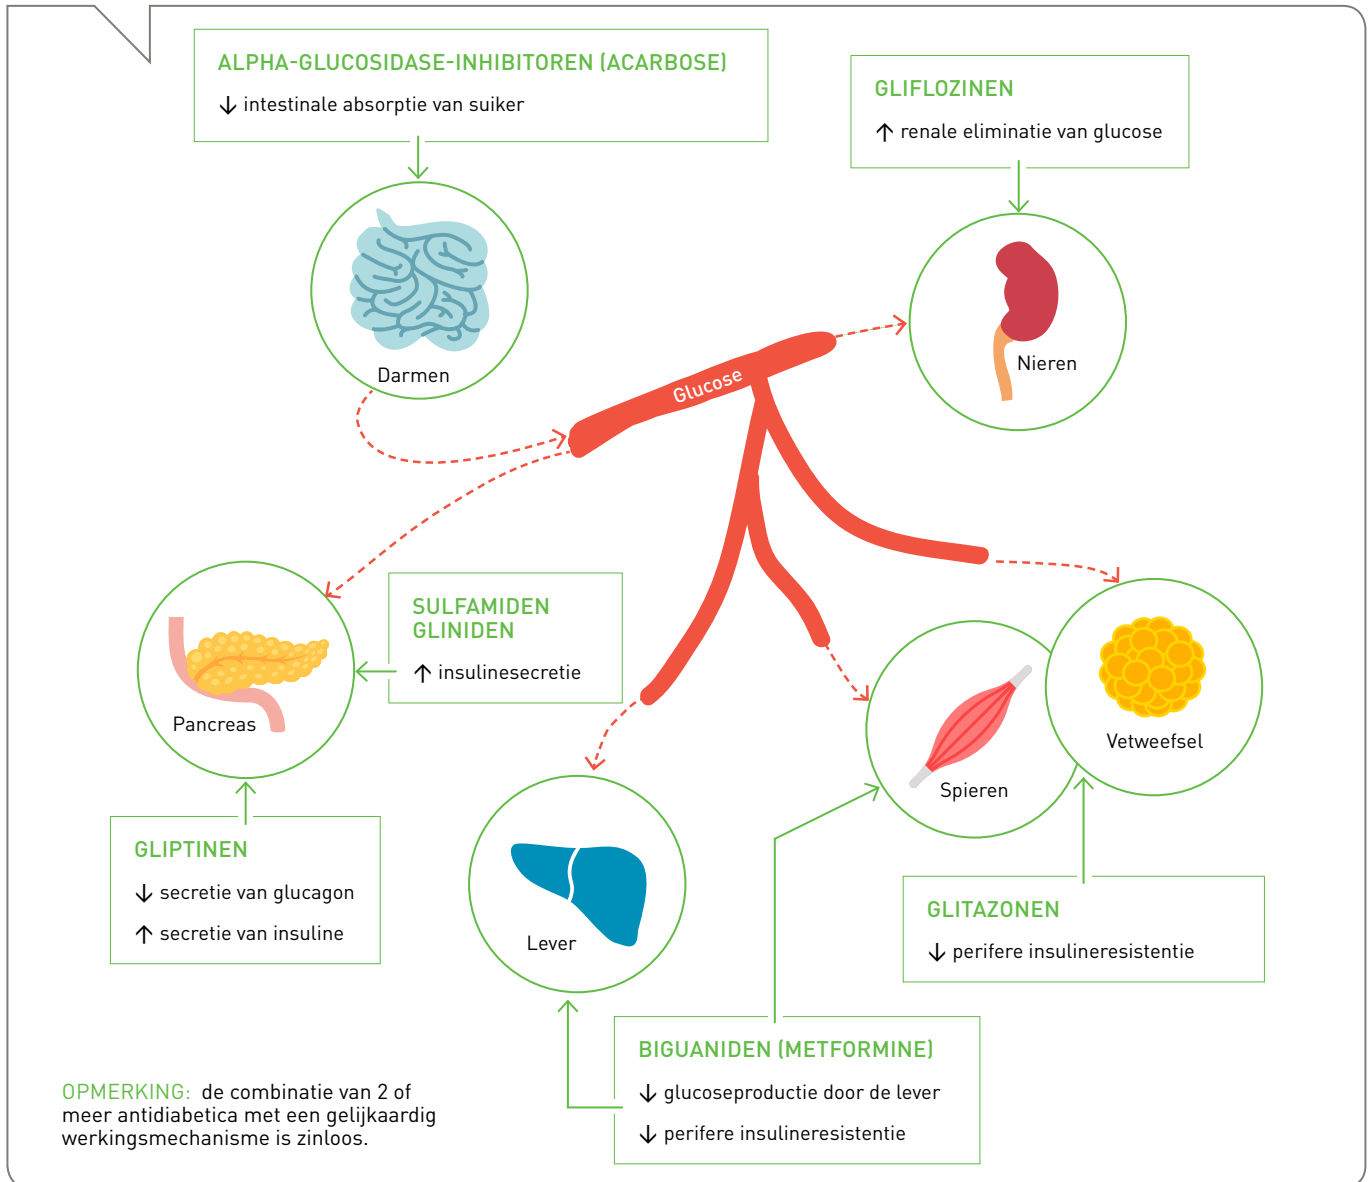 ALPHA-GLUCOSIDASE-INHIBITOREN (ACARBOSE)
↓ intestinale absorptie van suiker
GLIFLOZINEN
↑ renale eliminatie van glucose
Darmen
Nieren
Glucose
SULFAMIDEN
GLINIDEN
↑ insulinesecretie
Pancreas
Vetweefsel
Spieren
GLIPTINEN
↓ secretie van glucagon
↑ secretie van insuline
Lever
GLITAZONEN
↓ perifere insulineresistentie
BIGUANIDEN (METFORMINE)
↓ glucoseproductie door de lever
↓ perifere insulineresistentie
OPMERKING: de combinatie van 2 of
meer antidiabetica met een gelijkaardig
werkingsmechanisme is zinloos.